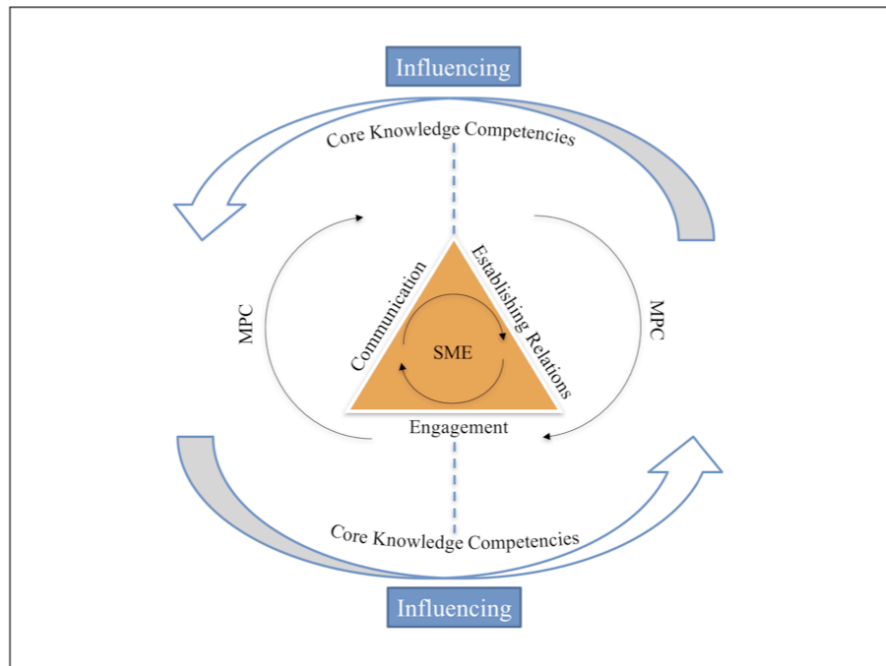 Influencing
Core Knowledge Competencies
Communication
Establishing Relations
MPC
SME
MPC
Engagement
Core Knowledge Competencies
Influencing